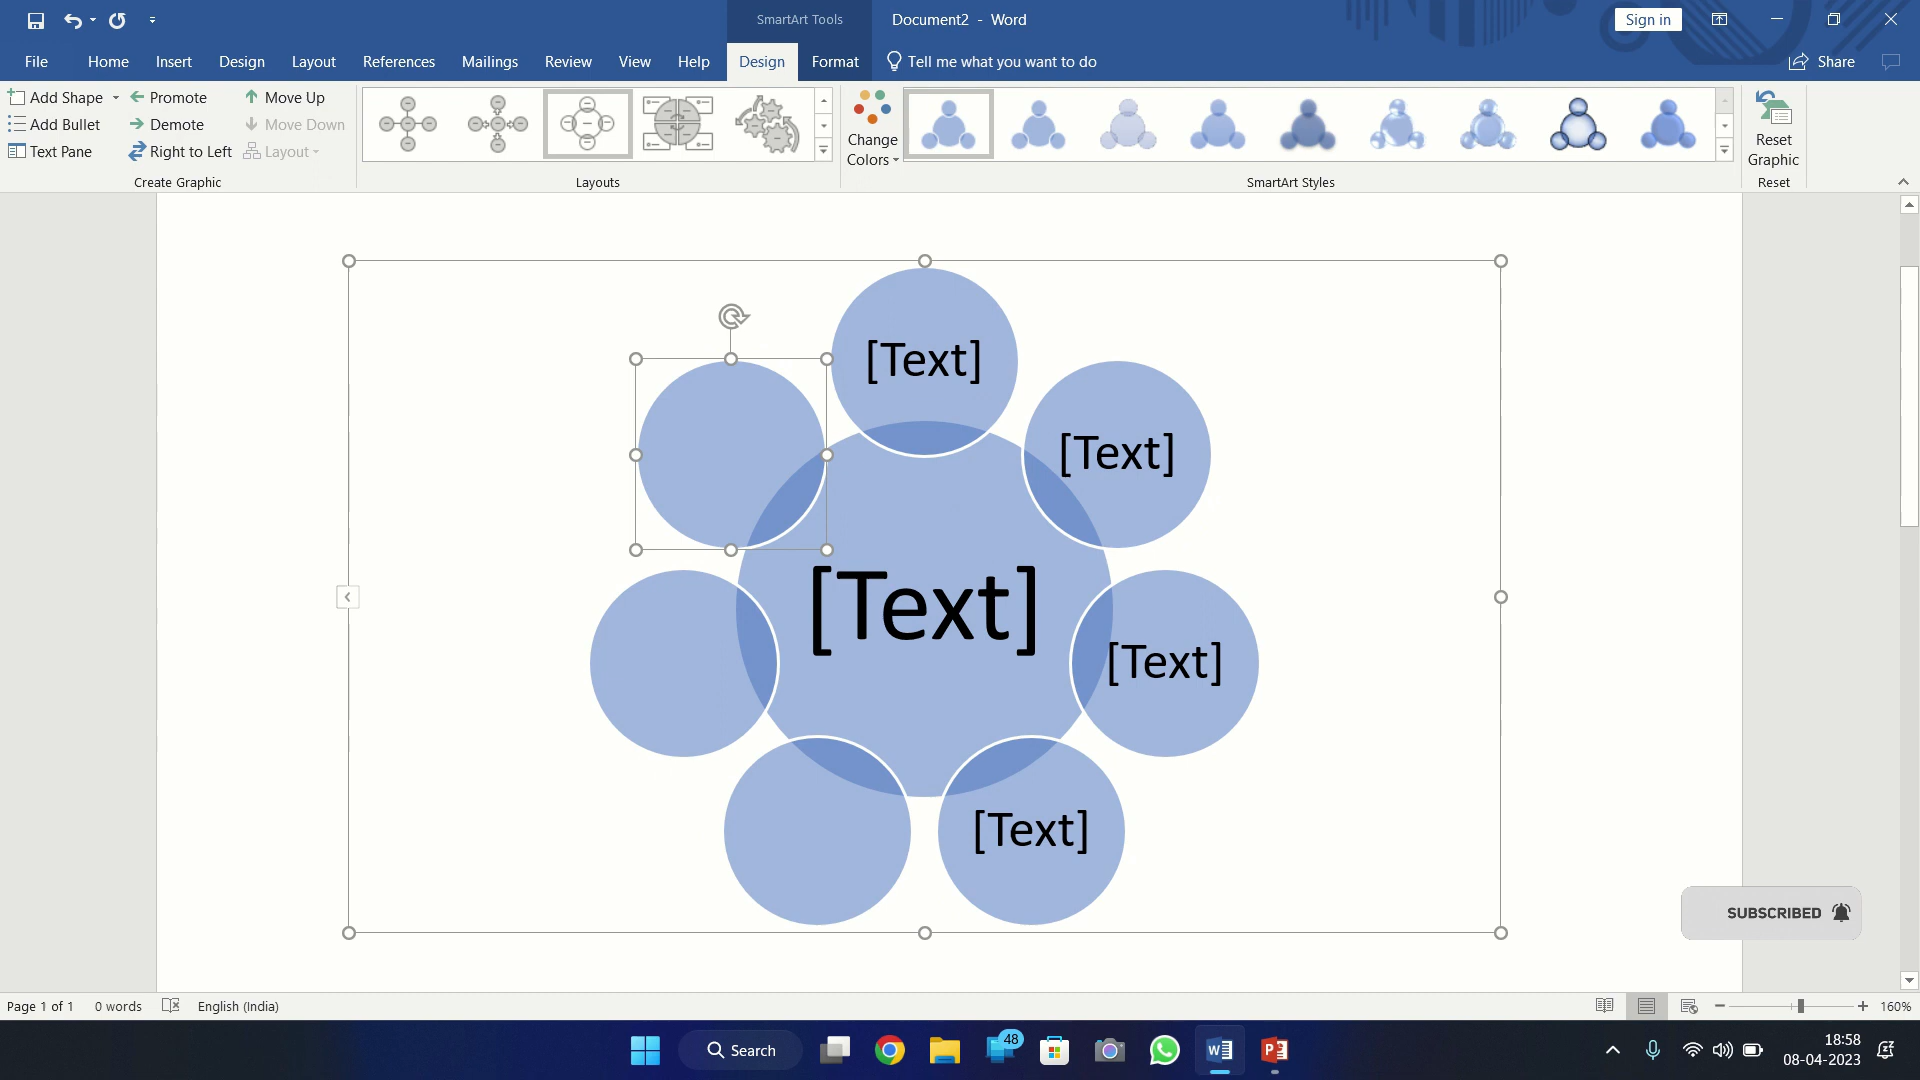 SmartArt Tools
Document2 - Word
Sign in
File Home Insert Design Layout References Mailings Review View Help Design Format Tell me what you want to do Share
Add Shape Promote Move Up
Add Bullet Demote Move Down
Text Pane Right to Left Layout
Create Graphic
Layouts
Change
Colors
SmartArt Styles
Reset
Graphic
Reset
[Text]
[Text]
[Text]
[Text]
[Text]
SUBSCRIBED
Page 1 of 1 0 words English (India) 160%
Search
48
18:58
08-04-2023